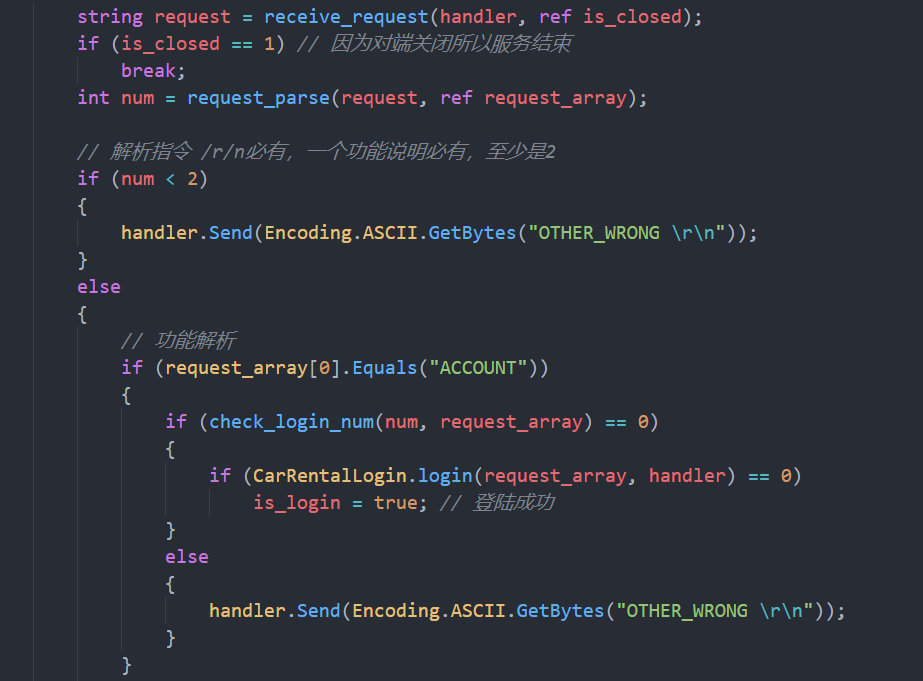 string request = receive_request(handler, ref is_closed);
if (is_closed == 1) // 因为对端关闭所以服务结束
break;
int num = request_parse(request, ref request_array);
// 解析指令 /r/n必有，一个功能说明必有，至少是2
if (num < 2)
{
handler.Send(Encoding.ASCII.GetBytes("OTHER_WRONG \r\n"));
}
else
{
// 功能解析
if (request_array[0].Equals("ACCOUNT"))
{
if (check_login_num(num, request_array) == 0)
{
if (CarRentalLogin.login(request_array, handler) == 0)
is_login = true; // 登陆成功
}
else
{
handler.Send(Encoding.ASCII.GetBytes("OTHER_WRONG \r\n"));
}
}